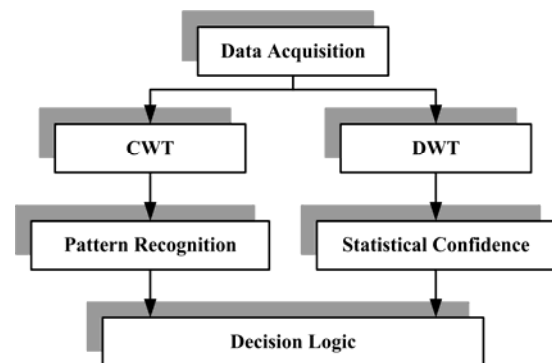 Data Acquisition
CWT
DWT
Pattern Recognition
Statistical Confidence
Decision Logic